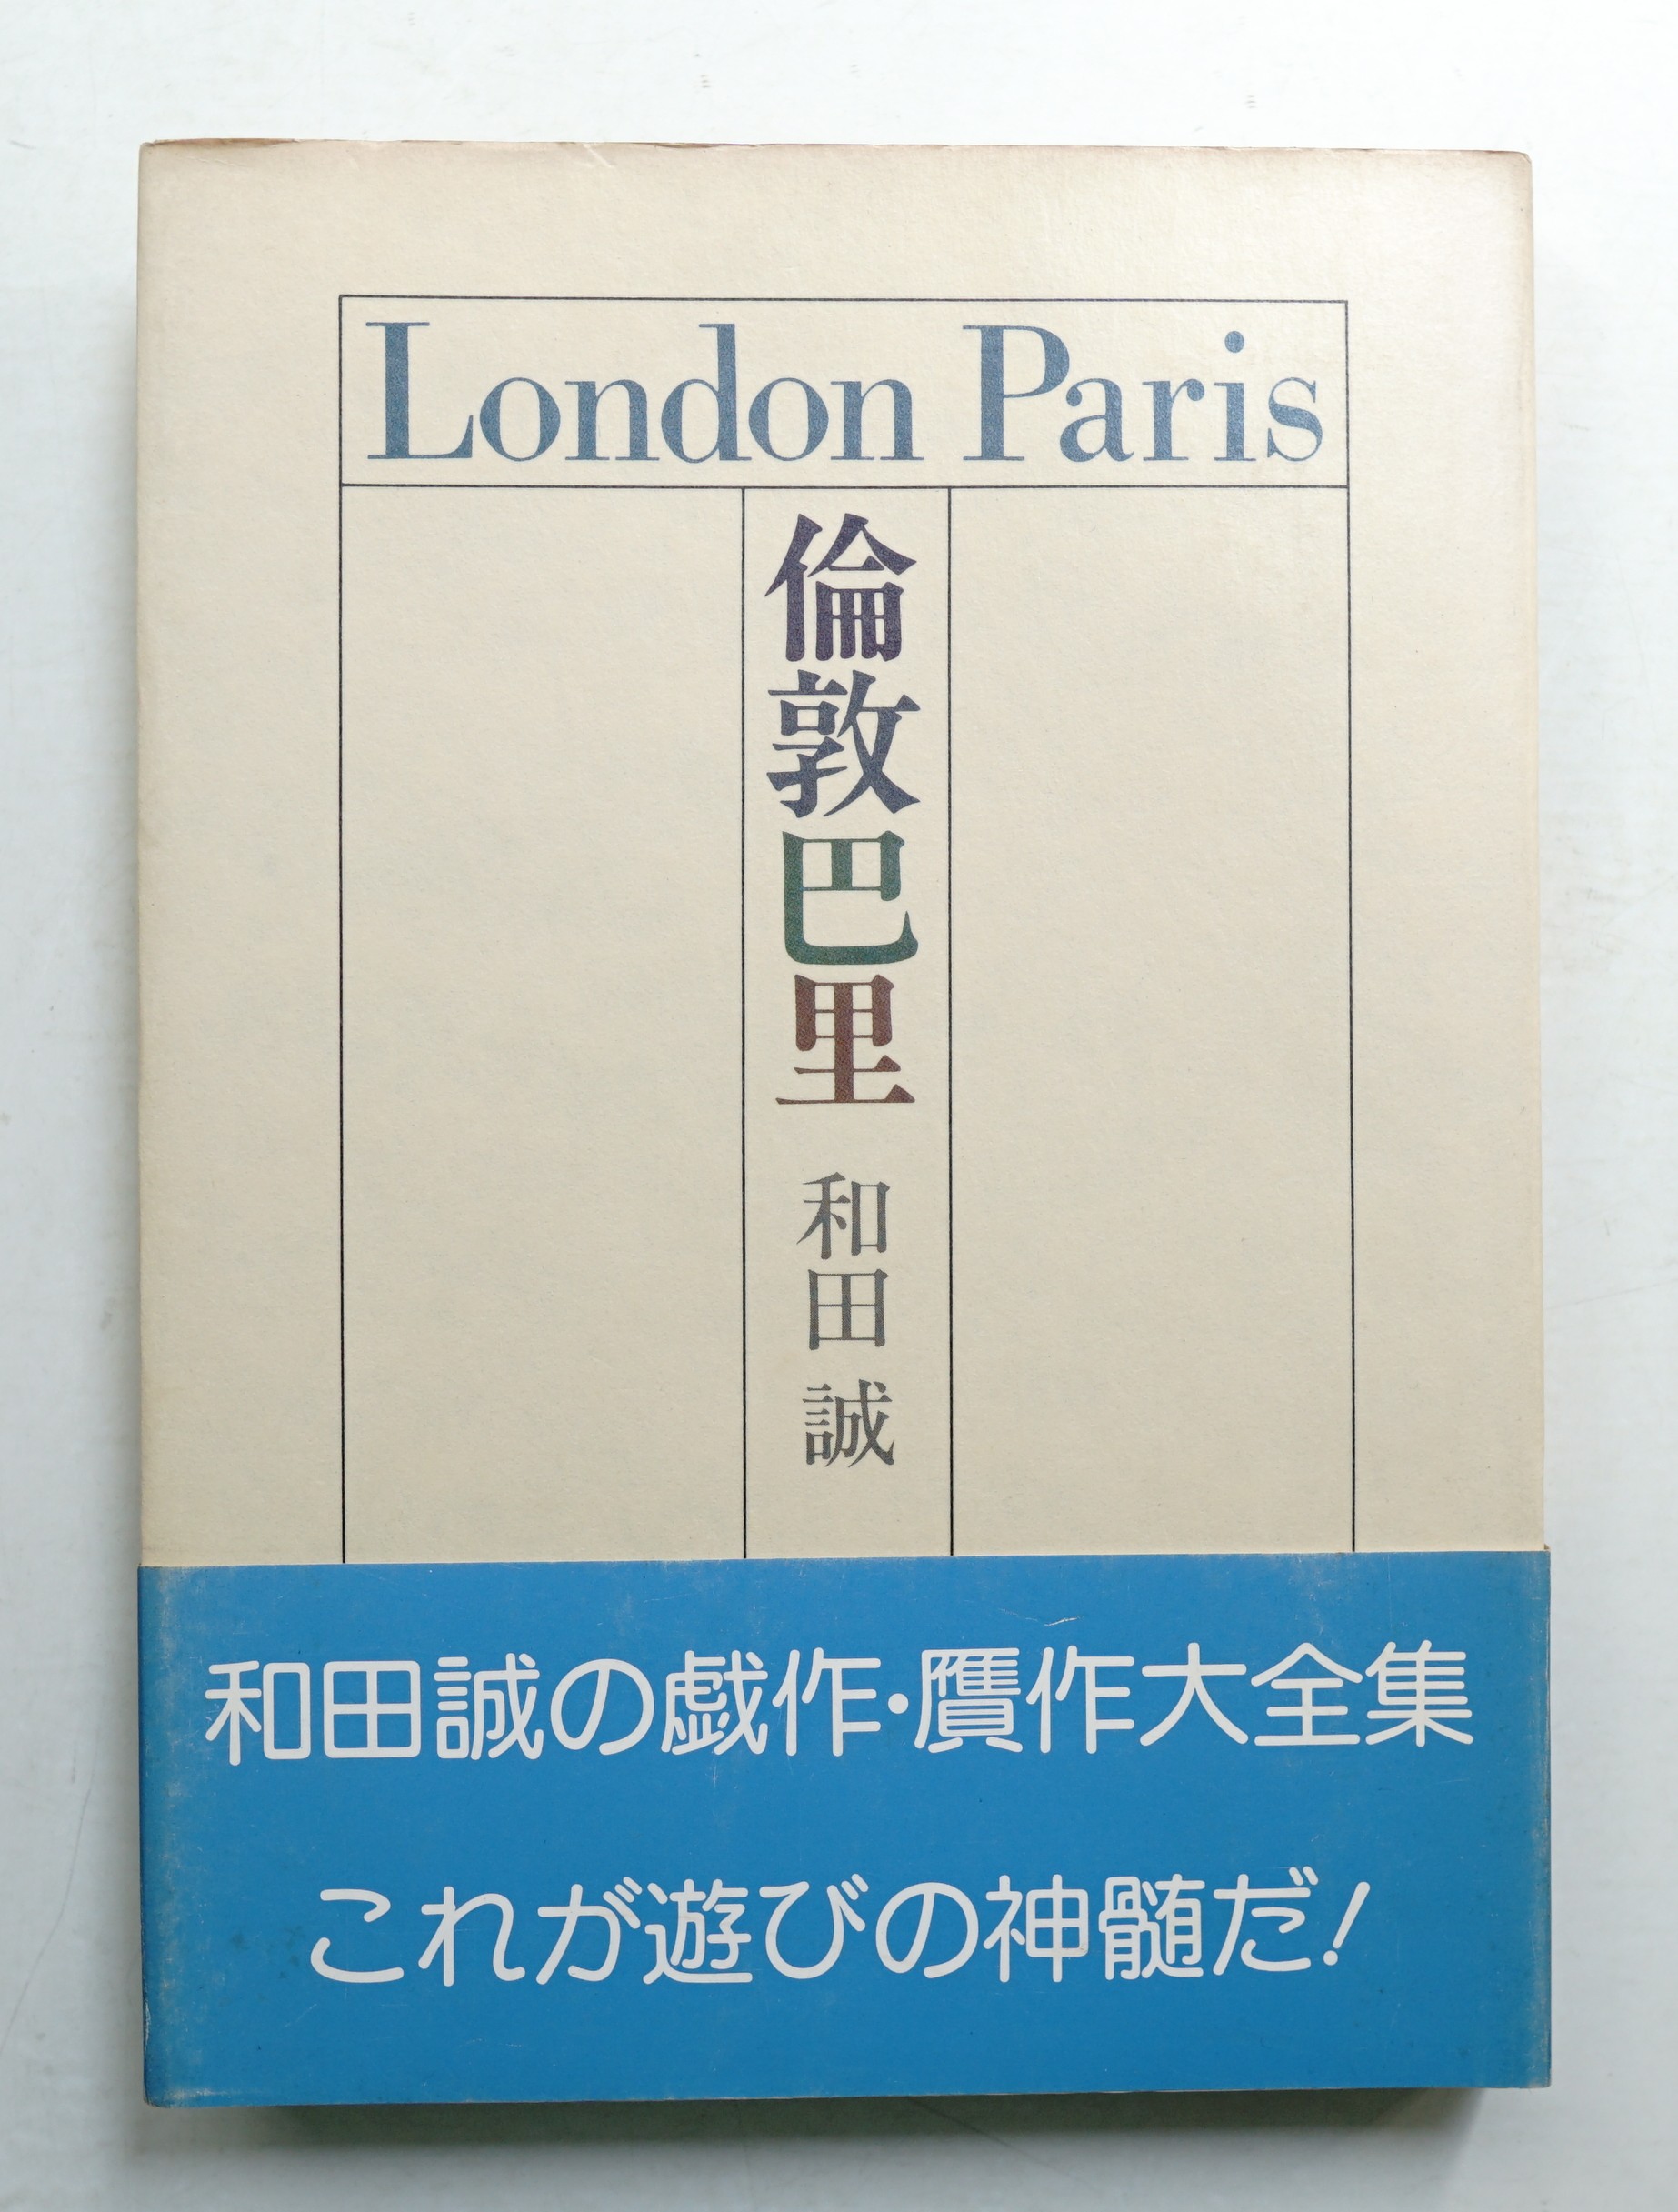 London Paris
倫敦巴里
和田 誠
和田誠の戯作・贋作大全集
これが遊びの神髄だ!